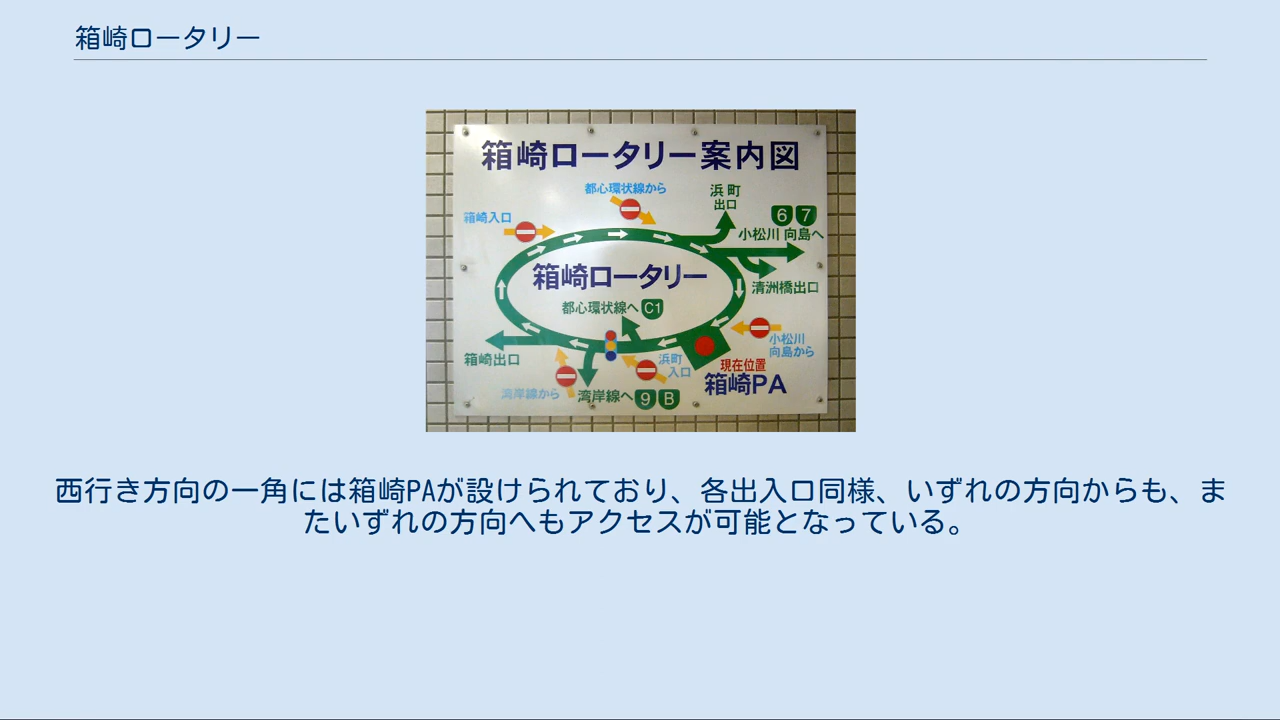 箱崎ロータリー
箱崎ロータリー案内図
都心環状線から
浜町
出口
箱崎入口
6 7
小松川 向島へ
箱崎ロータリー
都心環状線へ C1
清洲橋出口
小松川
向島から
箱崎出口
浜町
入口
現在位置
箱崎PA
湾岸線から
湾岸線へ 9 B
西行き方向の一角には箱崎PAが設けられており、各出入口同様、いずれの方向からも、ま
たいずれの方向へもアクセスが可能となっている。